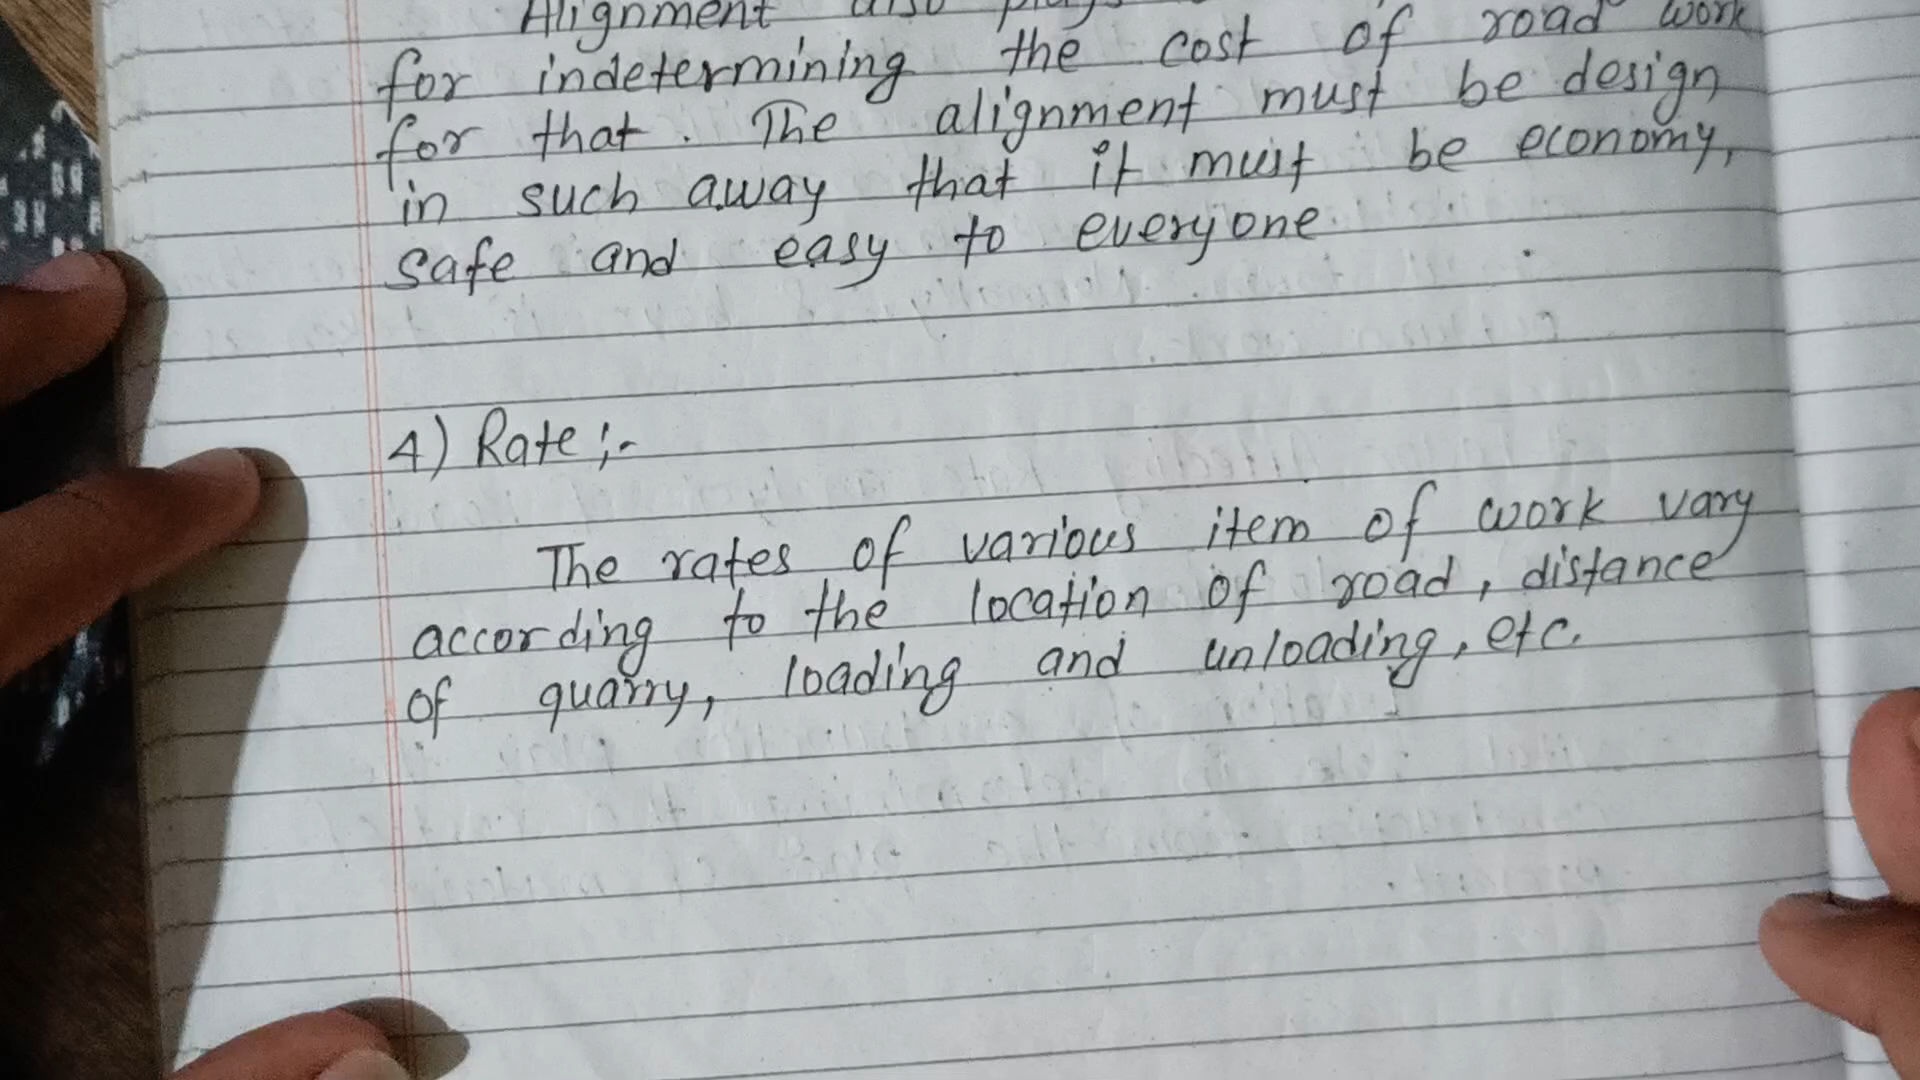 Alignment also plays
for indetermining the cost of road work
for that. The alignment must be design
in such away that it must be economy,
safe and easy to everyone
4) Rate ;-
The rates of various item of work vary
according to the location of road, distance
of quarry, loading and unloading, etc.